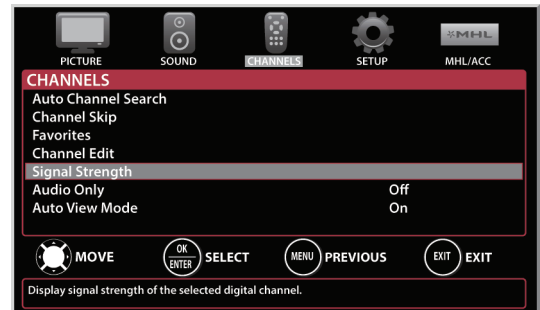 MHL
PICTURE SOUND CHANNELS SETUP MHL/ACC
CHANNELS
Auto Channel Search
Channel Skip
Favorites
Channel Edit
Signal Strength
Audio Only Off
Auto View Mode On
MOVE OK ENTER SELECT MENU PREVIOUS EXIT EXIT
Display signal strength of the selected digital channel.